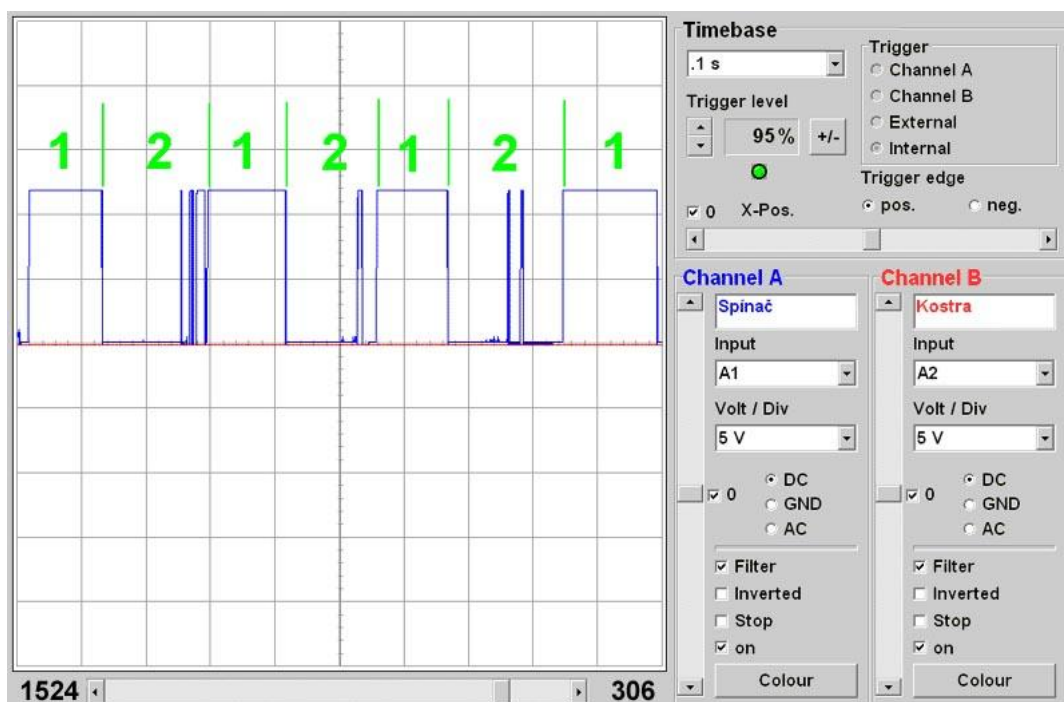 1 2 1 2 1 2 1
1524 306
Timebase
.1 s
Trigger level
95%
+/-
0 X-Pos.
Trigger
Channel A
Channel B
External
Internal
Trigger edge
pos. neg.
Channel A
Spínač
Input
A1
Volt / Div
5 V
0
DC
GND
AC
Filter
Inverted
Stop
on
Colour
Channel B
Kostra
Input
A2
Volt / Div
5 V
0
DC
GND
AC
Filter
Inverted
Stop
on
Colour